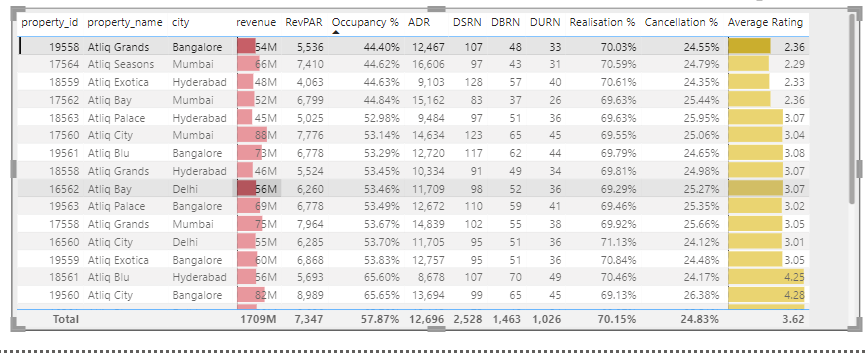 property_id property_name city revenue RevPAR Occupancy % ADR DSRN DBRN DURN Realisation % Cancellation % Average Rating
19558 Atliq Grands Bangalore 54M 5,536 44.40% 12,467 107 48 33 70.03% 24.55% 2.36
17564 Atliq Seasons Mumbai 66M 7,410 44.62% 16,606 97 43 31 70.59% 24.79% 2.29
18559 Atliq Exotica Hyderabad 48M 4,063 44.63% 9,103 128 57 40 70.61% 24.35% 2.33
17562 Atliq Bay Mumbai 52M 6,799 44.84% 15,162 83 37 26 69.63% 25.44% 2.36
18563 Atliq Palace Hyderabad 45M 5,025 52.98% 9,484 97 51 36 69.63% 25.95% 3.07
17560 Atliq City Mumbai 88M 7,776 53.14% 14,634 123 65 45 69.55% 25.06% 3.04
19561 Atliq Blu Bangalore 73M 6,778 53.29% 12,720 117 62 44 69.79% 24.65% 3.08
18558 Atliq Grands Hyderabad 46M 5,524 53.45% 10,334 91 49 34 69.81% 24.98% 3.07
16562 Atliq Bay Delhi 56M 6,260 53.46% 11,709 98 52 36 69.29% 25.27% 3.07
19563 Atliq Palace Bangalore 69M 6,778 53.49% 12,672 110 59 41 69.46% 25.35% 3.02
17558 Atliq Grands Mumbai 75M 7,964 53.67% 14,839 102 55 38 69.92% 25.66% 3.05
16560 Atliq City Delhi 55M 6,285 53.70% 11,705 95 51 36 71.13% 24.12% 3.01
19559 Atliq Exotica Bangalore 60M 6,868 53.83% 12,757 95 51 36 70.84% 24.48% 3.05
18561 Atliq Blu Hyderabad 56M 5,693 65.60% 8,678 107 70 49 70.46% 24.17% 4.25
19560 Atliq City Bangalore 82M 8,989 65.65% 13,694 99 65 45 69.13% 26.38% 4.28
Total 1709M 7,347 57.87% 12,696 2,528 1,463 1,026 70.15% 24.83% 3.62